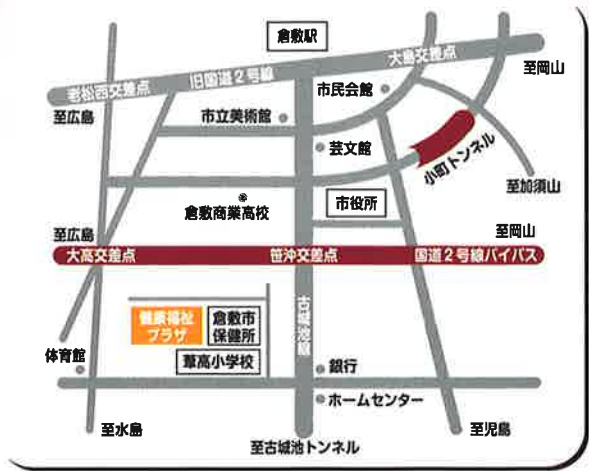 倉敷駅
大島交差点
至岡山
旧国道2号線
老松西交差点
至広島
市民会館
市立美術館
芸文館
小町トンネル
至加須山
倉敷商業高校
市役所
至広島
至岡山
大高交差点
笹沖交差点
国道2号線バイパス
健康福祉
プラザ
倉敷市
保健所
葦高小学校
古城池線
体育館
銀行
ホームセンター
至水島
至古城池トンネル
至児島